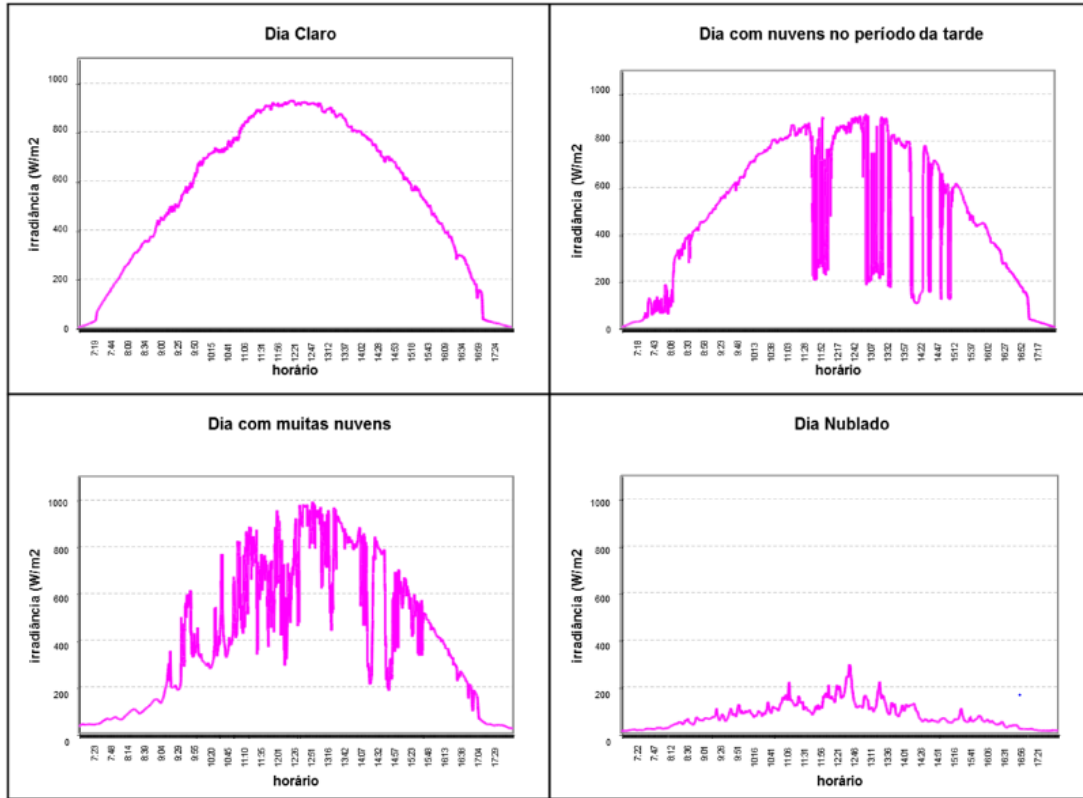 Dia Claro
irradiância (W/m2
1000
800
600
400
200
0
7:19 7:44 8:09 8:34 9:00 9:25 9:50 10:15 10:41 11:06 11:31 11:56 12:21 12:47 13:12 13:37 14:02 14:28 14:53 15:18 15:43 16:09 16:34 16:59 17:24
horário
Dia com nuvens no período da tarde
irradiância (W/m2
1000
800
600
400
200
0
7:18 7:43 8:08 8:33 8:58 9:23 9:48 10:13 10:38 11:03 11:28 11:52 12:17 12:42 13:07 13:32 13:57 14:22 14:47 15:12 15:37 16:02 16:27 16:52 17:17
horário
Dia com muitas nuvens
irradiância (W/m2
1000
800
600
400
200
0
7:23 7:48 8:14 8:39 9:04 9:29 9:55 10:20 10:45 11:10 11:35 12:01 12:26 12:51 13:16 13:42 14:07 14:32 14:57 15:23 15:48 16:13 16:38 17:04 17:29
horário
Dia Nublado
irradiância (W/m2
1000
800
600
400
200
0
7:22 7:47 8:12 8:36 9:01 9:26 9:51 10:16 11:06 11:31 11:56 12:21 12:46 13:11 13:36 14:01 14:26 15:16 15:41 16:06 16:31 16:56 17:21
horário